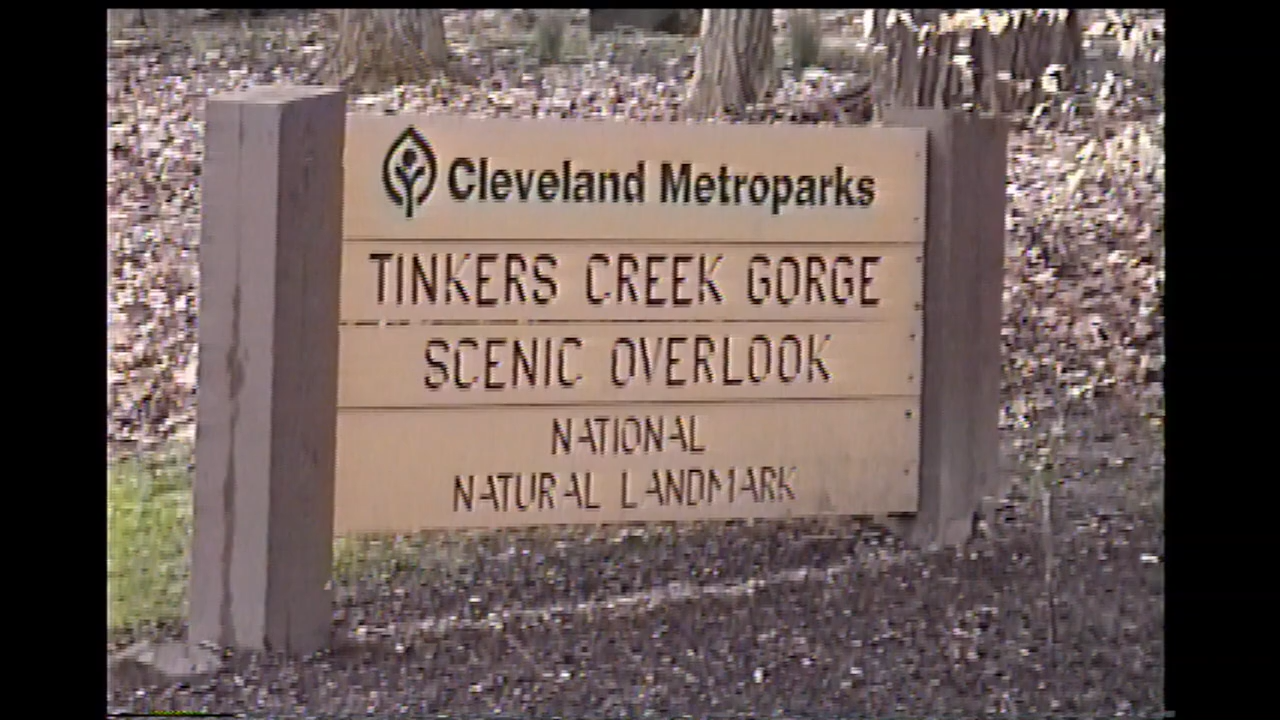 Cleveland Metroparks
TINKERS CREEK GORGE
SCENIC OVERLOOK
NATIONAL
NATURAL LANDMARK